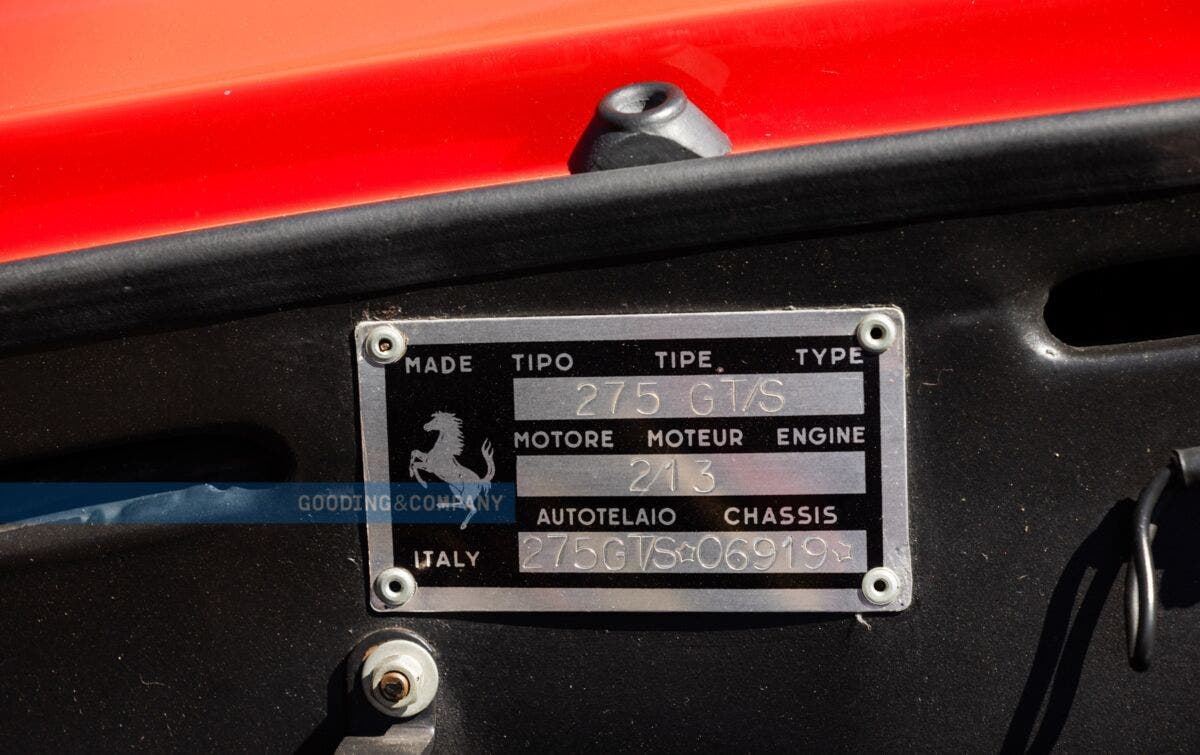 MADE TIPO TIPE TYPE
275 GT/S
MOTORE MOTEUR ENGINE
213
GOODING&COMPANY
AUTOTELAIO CHASSIS
ITALY 275GT/S☆06919☆